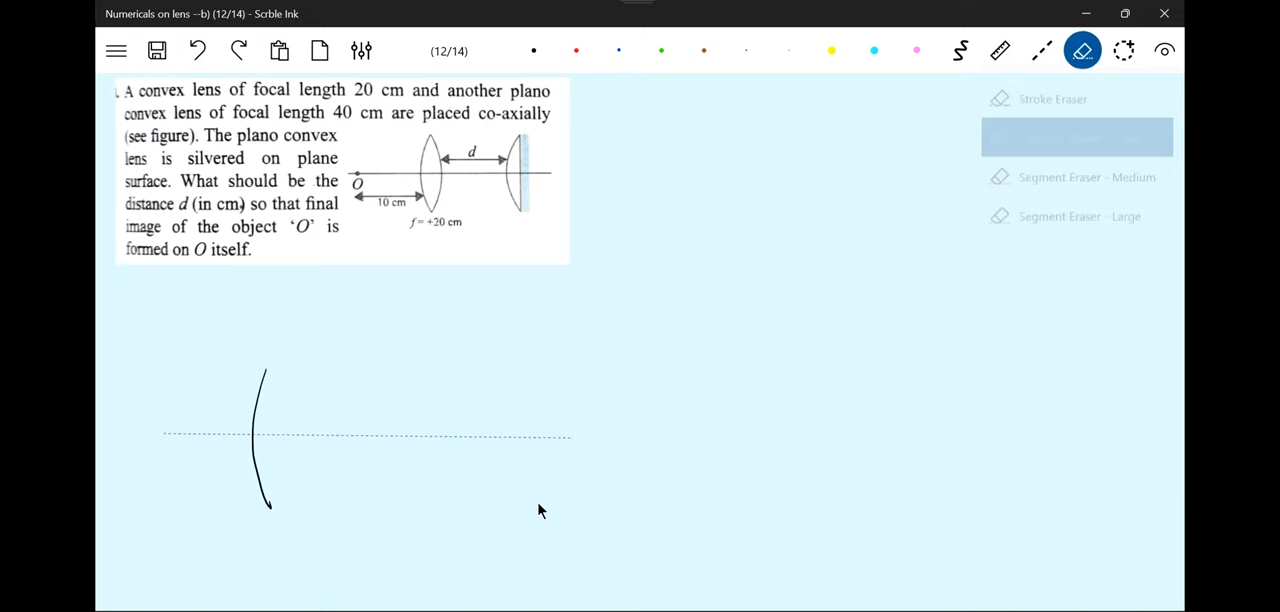 Numericals on lens --b) (12/14) - Scrble Ink
(12/14)
Stroke Eraser
Segment Eraser - Medium
Segment Eraser - Large
. A convex lens of focal length 20 cm and another plano
convex lens of focal length 40 cm are placed co-axially
(see figure). The plano convex
lens is silvered on plane
surface. What should be the
distance d (in cm) so that final
image of the object ‘O’ is
formed on O itself.
d
O
10 cm
f= +20 cm